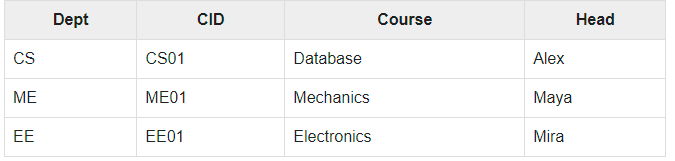 Dept CID Course Head
CS CS01 Database Alex
ME ME01 Mechanics Maya
EE EE01 Electronics Mira